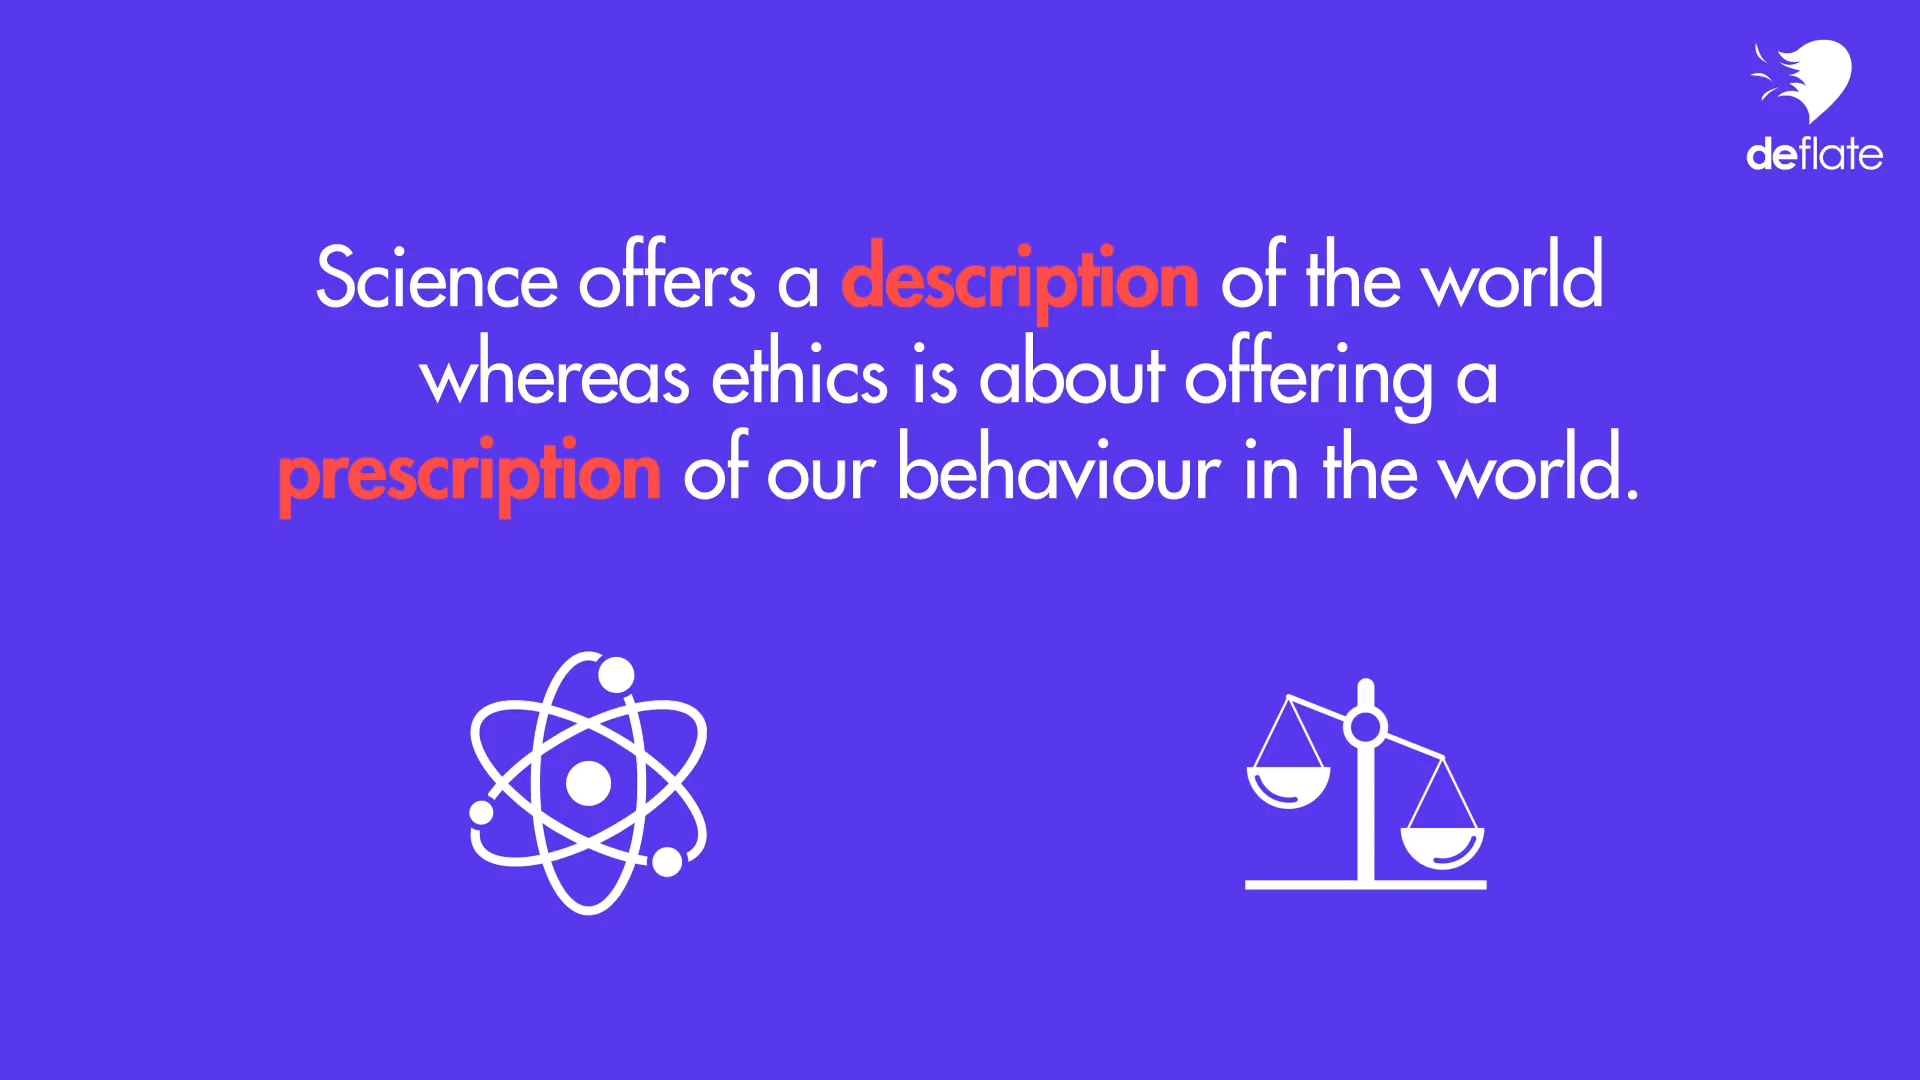 deflate
Science offers a description of the world
whereas ethics is about offering a
prescription of our behaviour in the world.